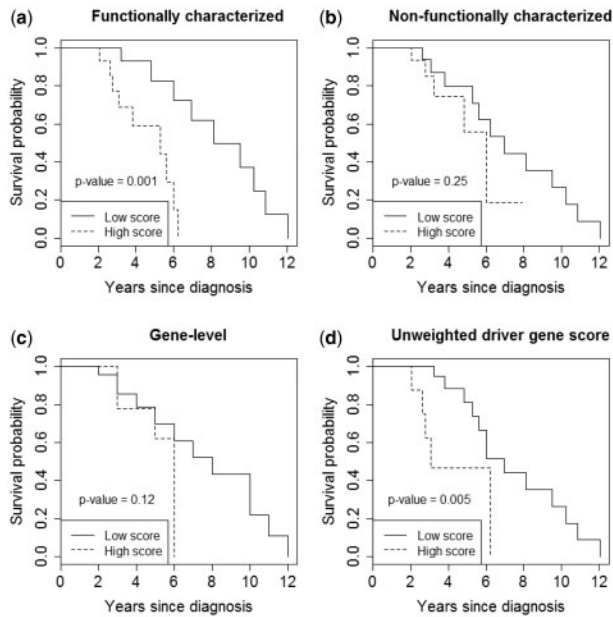 (a) Functionally characterized
Survival probability
1.0
0.8
0.6
0.4
0.2
0.0
p-value = 0.001
Low score
High score
0 2 4 6 8 10 12
Years since diagnosis
(b) Non-functionally characterized
Survival probability
1.0
0.8
0.6
0.4
0.2
0.0
p-value = 0.25
Low score
High score
0 2 4 6 8 10 12
Years since diagnosis
(c) Gene-level
Survival probability
1.0
0.8
0.6
0.4
0.2
0.0
p-value = 0.12
Low score
High score
0 2 4 6 8 10 12
Years since diagnosis
(d) Unweighted driver gene score
Survival probability
1.0
0.8
0.6
0.4
0.2
0.0
p-value = 0.005
Low score
High score
0 2 4 6 8 10 12
Years since diagnosis